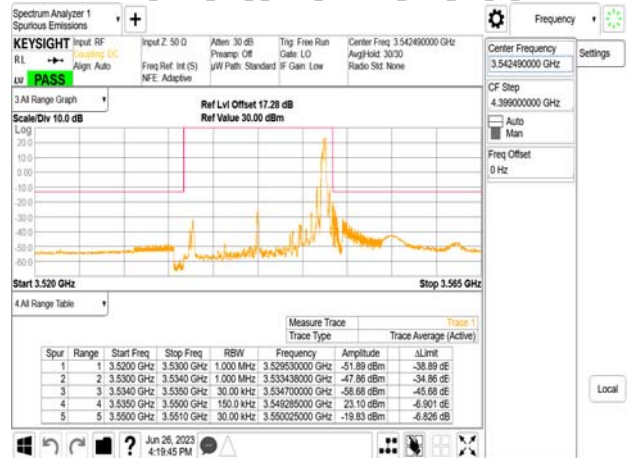 Spectrum Analyzer 1
Spurious Emissions
Frequency
KEYSIGHT Input: RF Input Z: 50 Ω Atten: 30 dB Trig: Free Run Center Freq: 3.542490000 GHz
RL Coupling: DC Preamp: Off Gate: LO Avg|Hold: 30/30
Align: Auto Freq Ref: Int (S) µW Path: Standard IF Gain: Low Radio Std: None
PASS NFE: Adaptive
Center Frequency Settings
3.542490000 GHz
CF Step
4.399000000 GHz
Auto
Man
Freq Offset
0 Hz
3 All Range Graph
Ref Lvl Offset 17.28 dB
Scale/Div 10.0 dB Ref Value 30.00 dBm
Log
20.0
10.0
0.00
-10.0
-20.0
-30.0
-40.0
-50.0
-60.0
Start 3.520 GHz Stop 3.565 GHz
4 All Range Table
Measure Trace Trace 1
Trace Type Trace Average (Active)
Spur Range Start Freq Stop Freq RBW Frequency Amplitude ΔLimit
1 1 3.5200 GHz 3.5300 GHz 1.000 MHz 3.529530000 GHz -51.89 dBm -38.89 dB
2 2 3.5300 GHz 3.5340 GHz 1.000 MHz 3.533438000 GHz -47.86 dBm -34.86 dB
3 3 3.5340 GHz 3.5350 GHz 30.00 kHz 3.534700000 GHz -58.68 dBm -45.68 dB
4 4 3.5350 GHz 3.5500 GHz 150.0 kHz 3.549285000 GHz 23.10 dBm -6.901 dB
5 5 3.5500 GHz 3.5510 GHz 30.00 kHz 3.550025000 GHz -19.83 dBm -6.826 dB
Local
Jun 26, 2023
4:19:45 PM